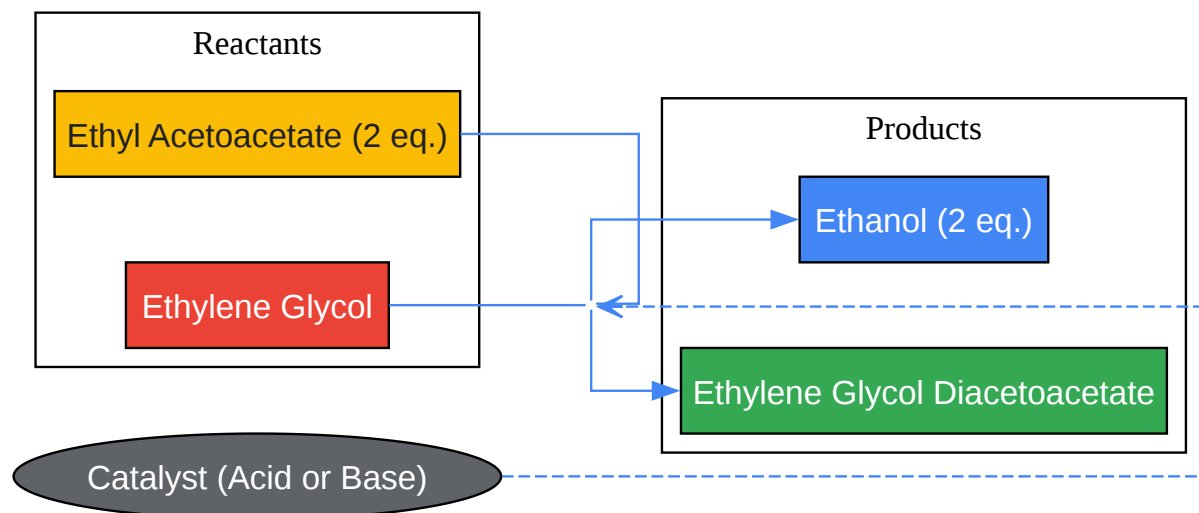 Reactants
Ethyl Acetoacetate (2 eq.)
Ethylene Glycol
Products
Ethanol (2 eq.)
Ethylene Glycol Diacetoacetate
Catalyst (Acid or Base)